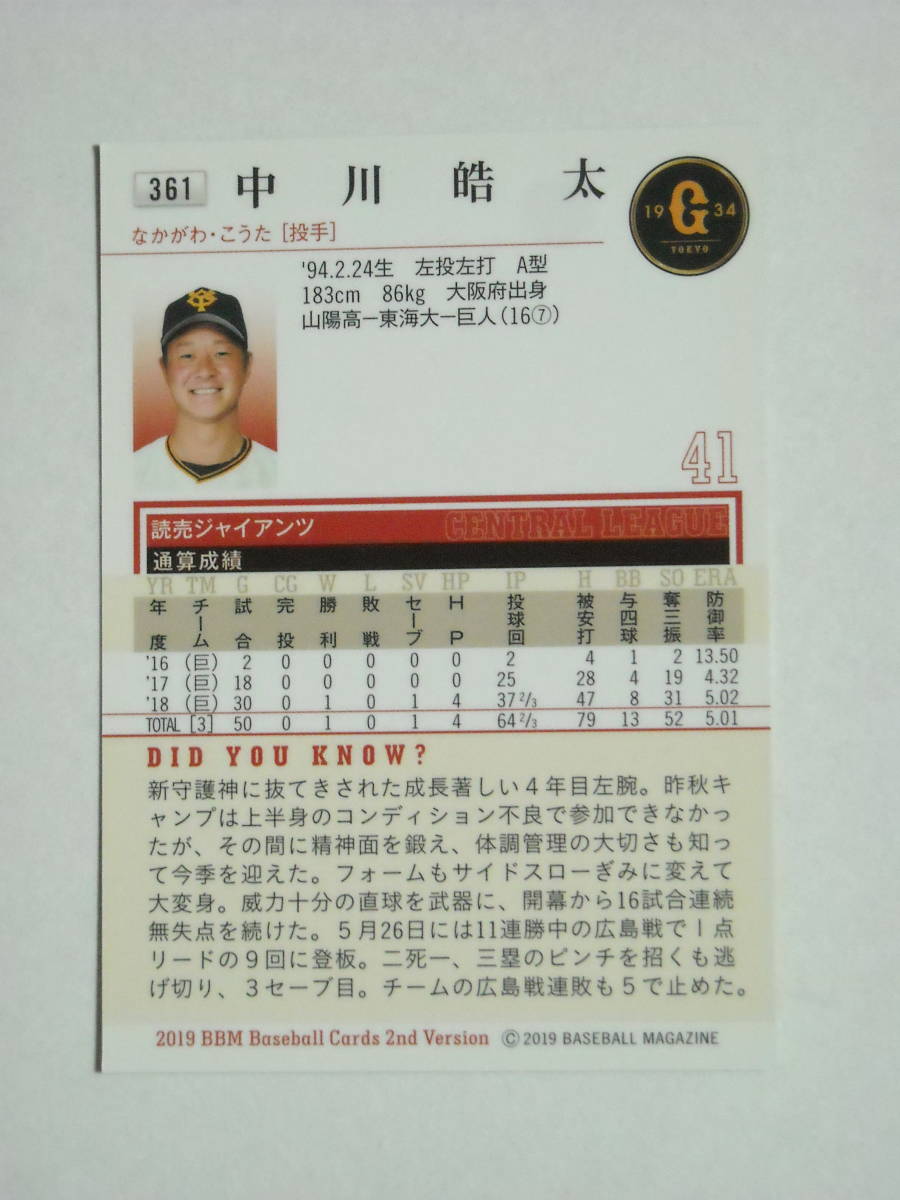 361 中川皓太
なかがわ・こうた [投手]
19 G 34
TOKYO
'94.2.24生 左投左打 A型
183cm 86kg 大阪府出身
山陽高ー東海大ー巨人(16⑦)
41
読売ジャイアンツ CENTRAL LEAGUE
通算成績
YR TM G CG W L SV HP IP H BB SO ERA
年度 チーム 試合 完投 勝利 敗戦 セーブ HP 投球回 被安打 与四球 奪三振 防御率
'16 (巨) 2 0 0 0 0 0 2 4 1 2 13.50
'17 (巨) 18 0 0 0 0 0 25 28 4 19 4.32
'18 (巨) 30 0 1 0 1 4 37 2/3 47 8 31 5.02
TOTAL [3] 50 0 1 0 1 4 64 2/3 79 13 52 5.01
DID YOU KNOW?
新守護神に抜てきされた成長著しい4年目左腕。昨秋キ
ャンプは上半身のコンディション不良で参加できなかっ
たが、その間に精神面を鍛え、体調管理の大切さも知っ
て今季を迎えた。フォームもサイドスローぎみに変えて
大変身。威力十分の直球を武器に、開幕から16試合連続
無失点を続けた。5月26日には11連勝中の広島戦で1点
リードの9回に登板。二死一、三塁のピンチを招くも逃
げ切り、3セーブ目。チームの広島戦連敗も5で止めた。
2019 BBM Baseball Cards 2nd Version © 2019 BASEBALL MAGAZINE